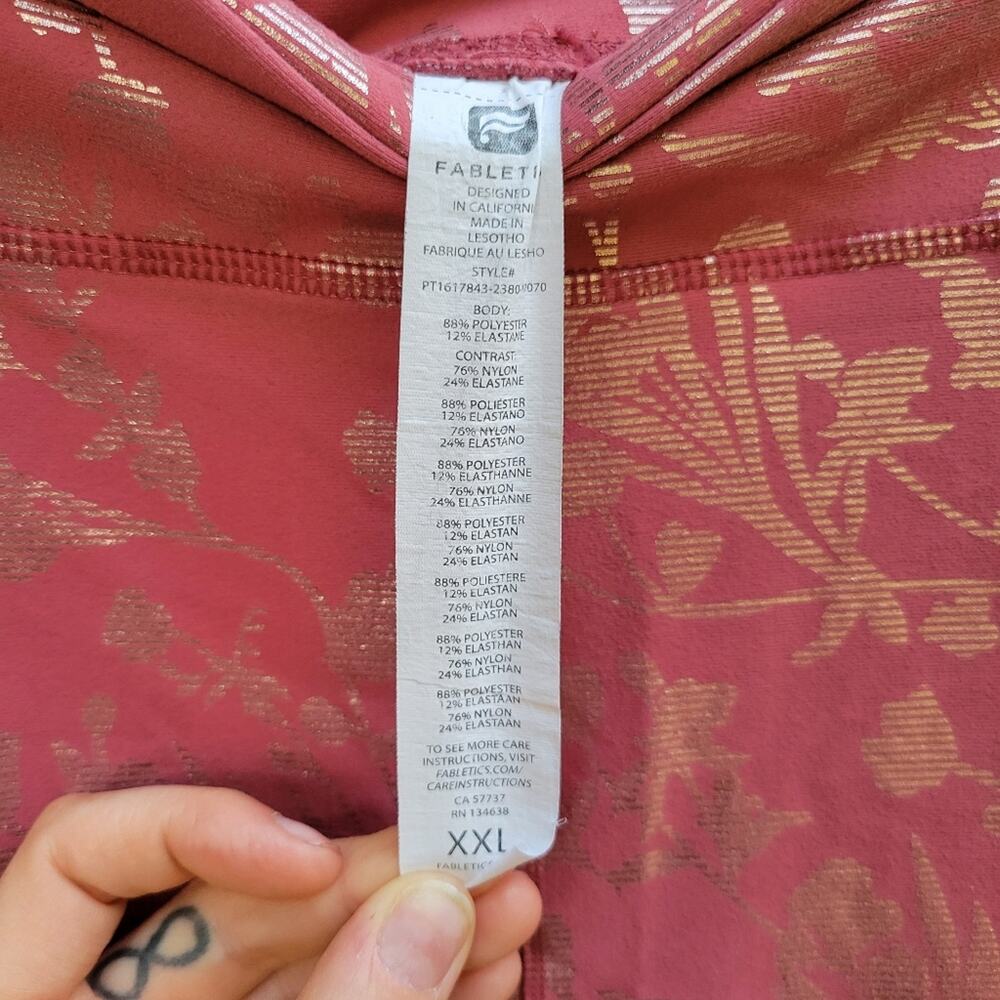 FABLETI
DESIGNED
IN CALIFORNI
MADE IN
LESOTHO
FABRIQUE AU LESHO
STYLE#
BODY:
88% POLYESTER
12% ELASTANE
CONTRAST:
76% NYLON
24% ELASTANE
88% POLIÉSTER
12% ELASTANO
76% NYLON
24% ELASTANO
88% POLYESTER
12% ELASTHANNE
76% NYLON
24% ELASTHANNE
88% POLYESTER
12% ELASTAN
76% NYLON
24% ELASTAN
88% POLIESTERE
12% ELASTAN
76% NYLON
24% ELASTAN
88% POLYESTER
12% ELASTHAN
76% NYLON
24% ELASTHAN
88% POLYESTER
12% ELASTAAN
76% NYLON
24% ELASTAAN
TO SEE MORE CARE
INSTRUCTIONS, VISIT
FABLETICS.COM/
CAREINSTRUCTIONS
CA 57737
RN 134638
XXL
FABLETICS